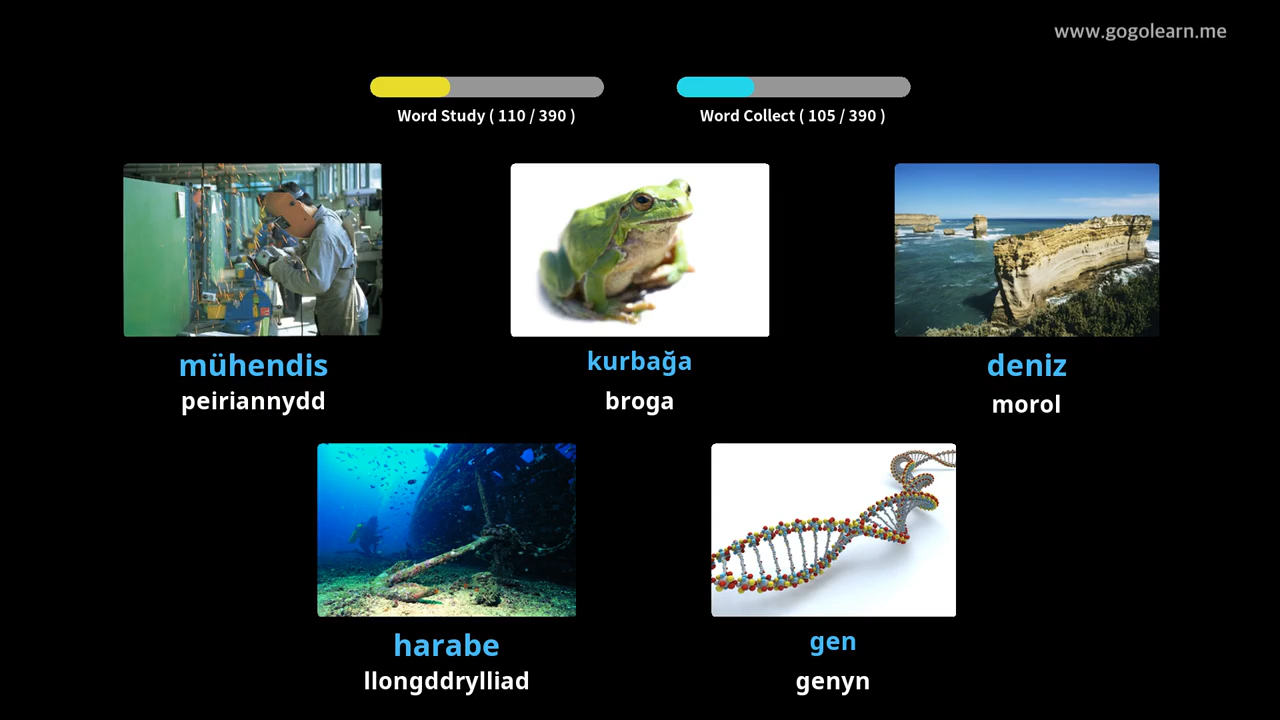 www.gogolearn.me
Word Study ( 110 / 390 )
Word Collect ( 105 / 390 )
mühendis
peiriannydd
kurbağa
broga
deniz
morol
harabe
llongddrylliad
gen
genyn